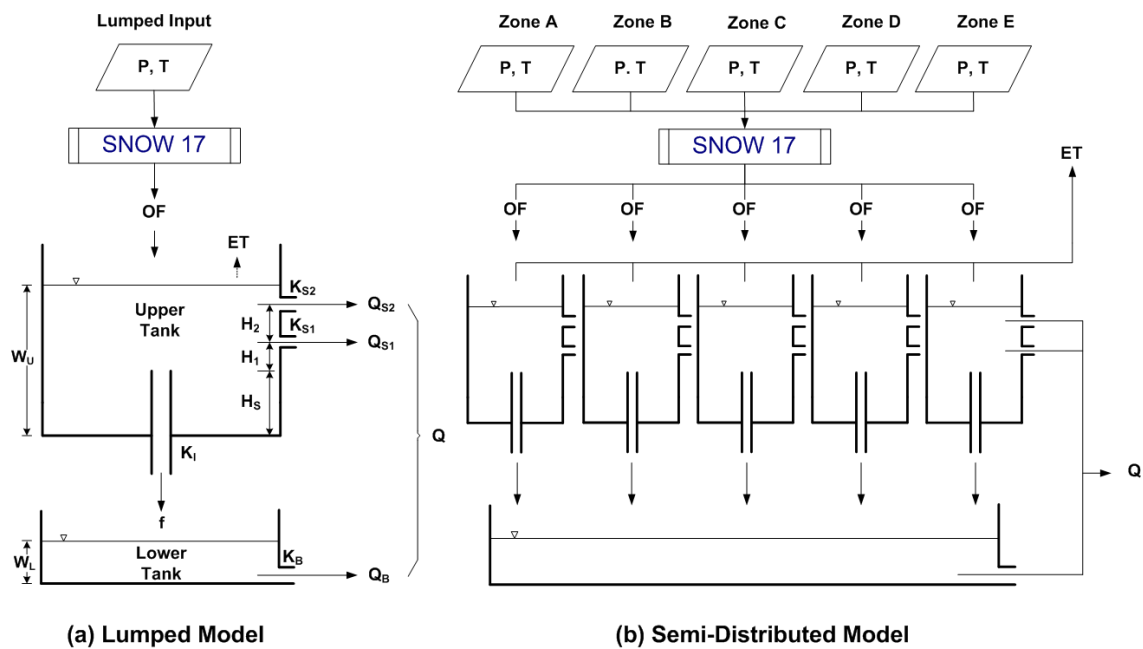 Lumped Input
P, T
SNOW 17
OF
ET
K_S2
Q_S2
Upper
Tank
H_2
K_S1
Q_S1
W_U
H_1
H_S
K_I
Q
f
Lower
Tank
W_L
K_B
Q_B
(a) Lumped Model
Zone A Zone B Zone C Zone D Zone E
P, T P. T P, T P, T P, T
SNOW 17
ET
OF OF OF OF OF
Q
(b) Semi-Distributed Model